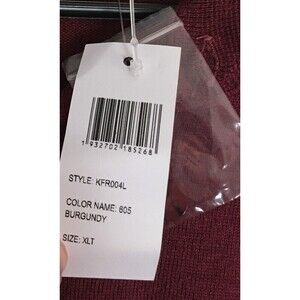 1 932702 185268
STYLE: KFR004L
COLOR NAME: 605
BURGUNDY
SIZE: XLT